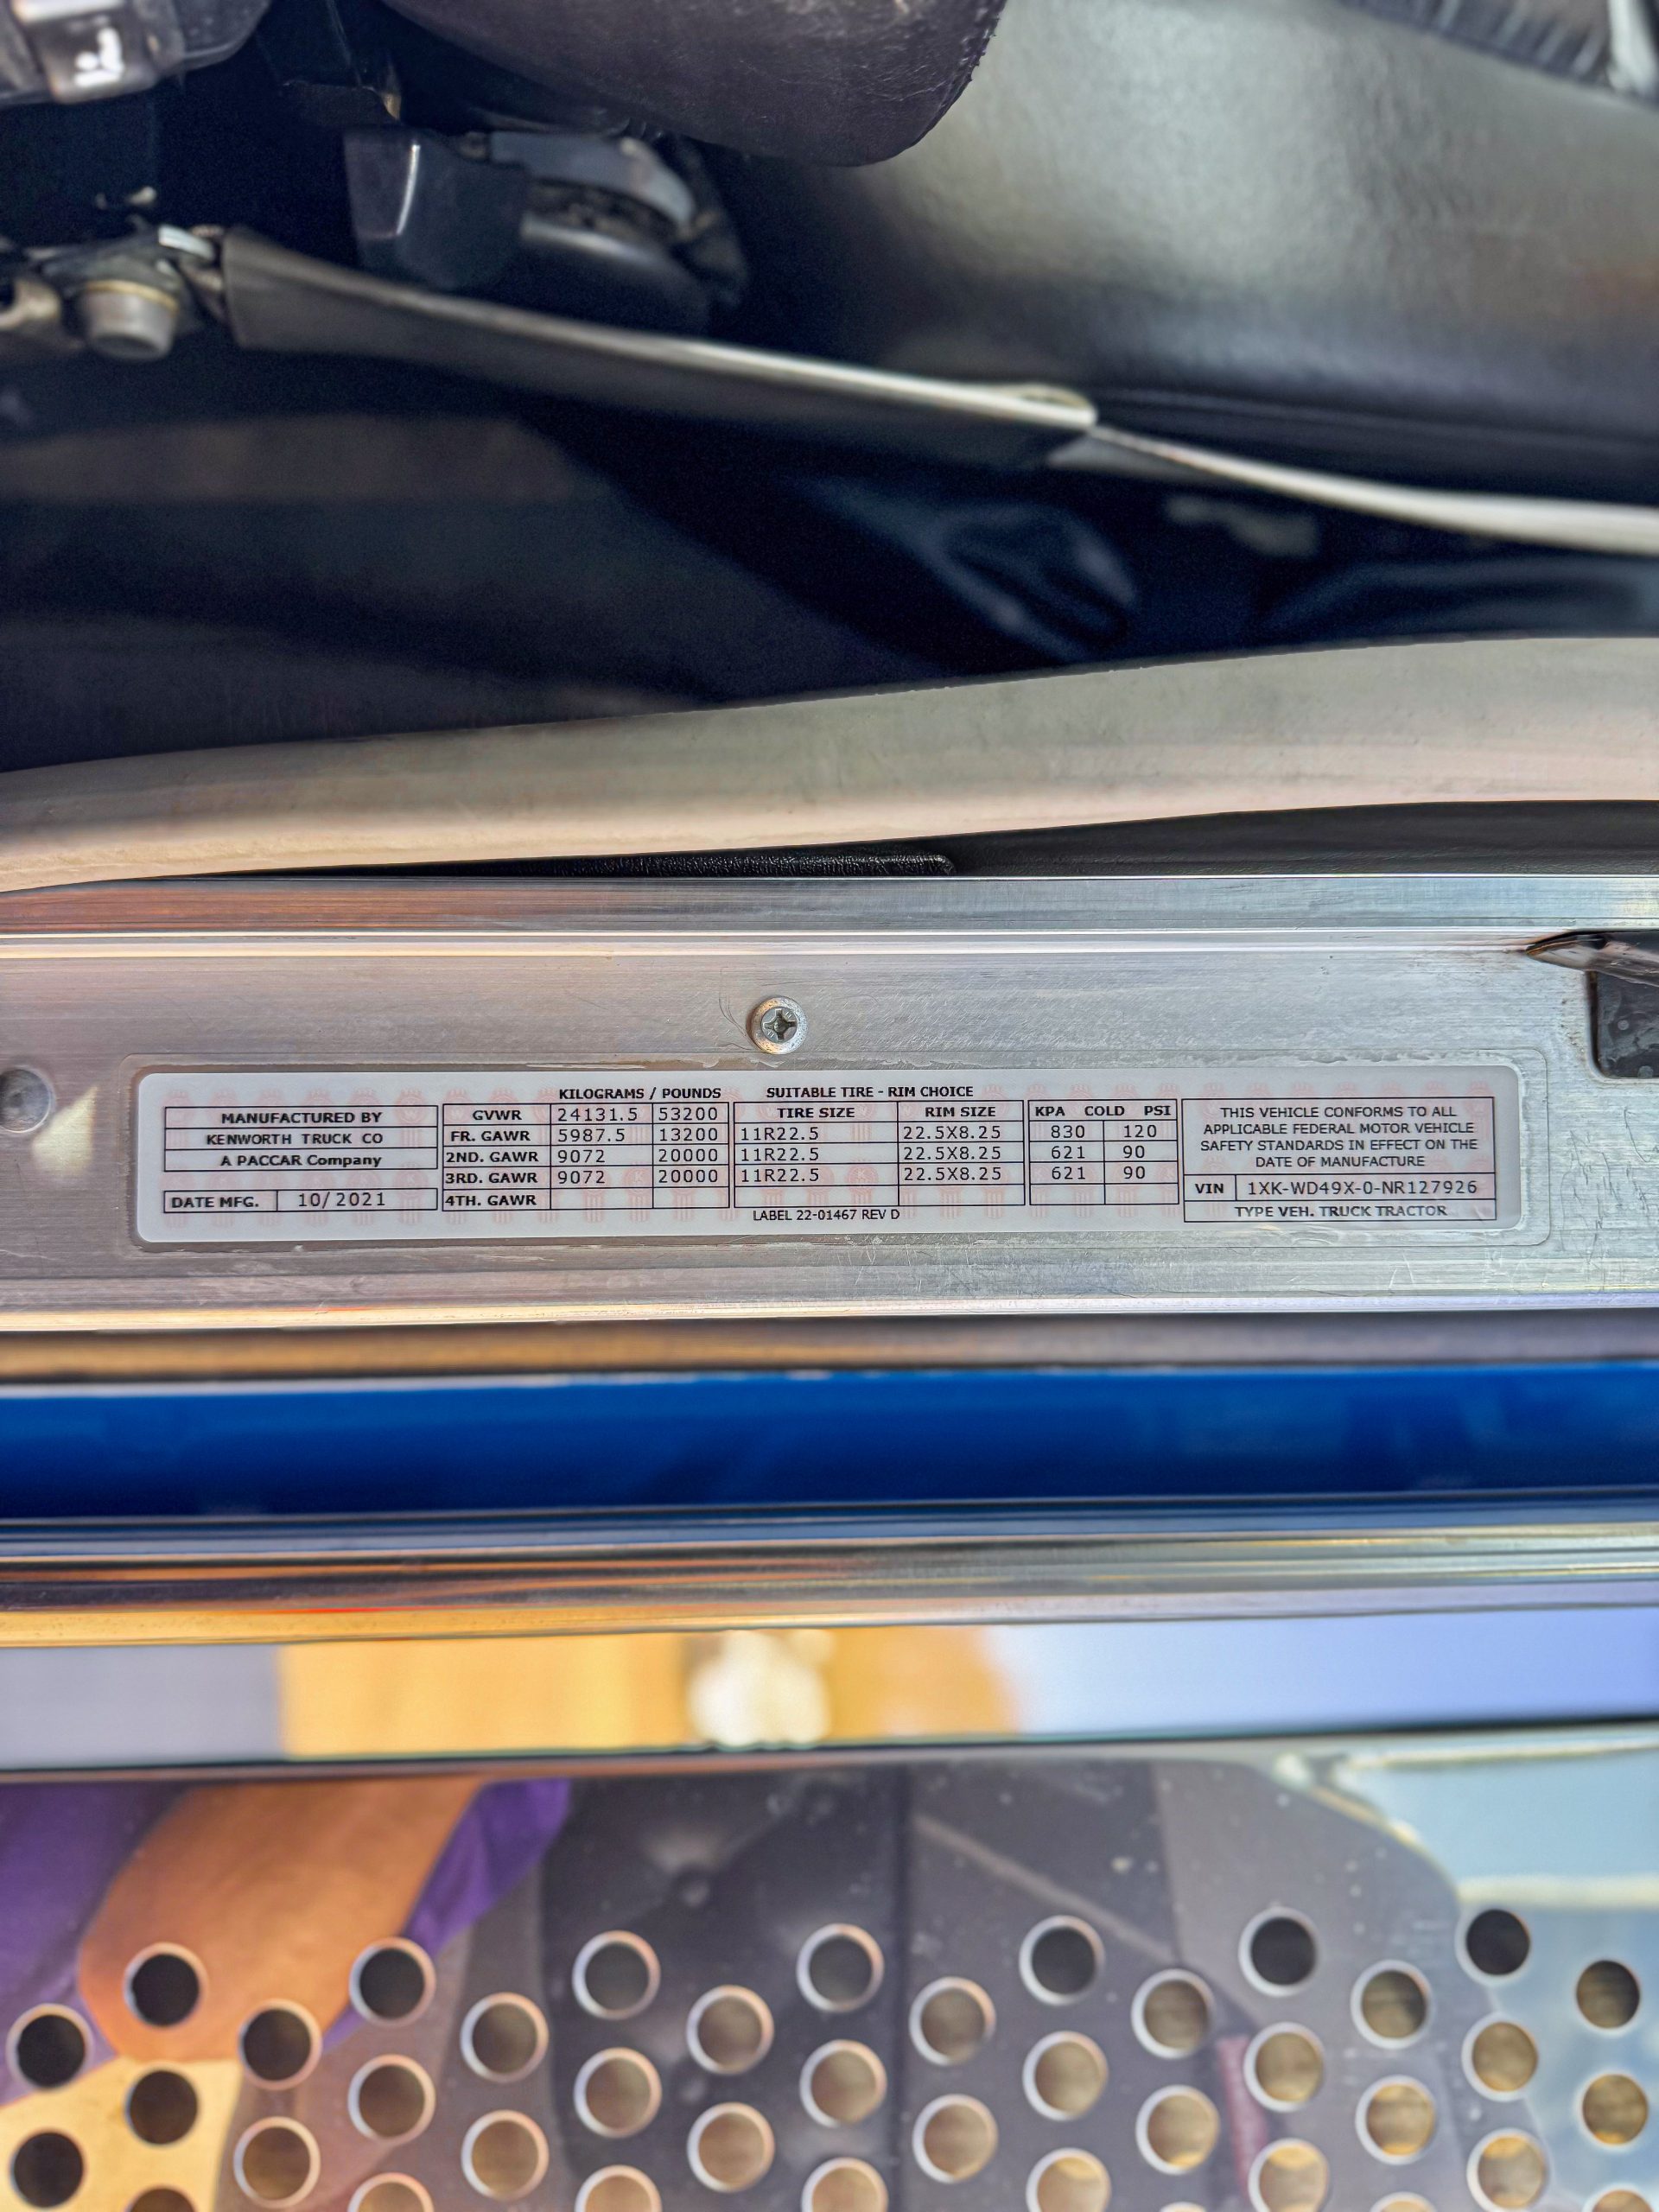 MANUFACTURED BY
KENWORTH TRUCK CO
A PACCAR Company
DATE MFG. 10/2021
KILOGRAMS / POUNDS
GVWR 24131.5 53200
FR. GAWR 5987.5 13200
2ND. GAWR 9072 20000
3RD. GAWR 9072 20000
4TH. GAWR
SUITABLE TIRE - RIM CHOICE
TIRE SIZE RIM SIZE
11R22.5 22.5X8.25
11R22.5 22.5X8.25
11R22.5 22.5X8.25
LABEL 22-01467 REV D
KPA COLD PSI
830 120
621 90
621 90
THIS VEHICLE CONFORMS TO ALL
APPLICABLE FEDERAL MOTOR VEHICLE
SAFETY STANDARDS IN EFFECT ON THE
DATE OF MANUFACTURE
VIN 1XK-WD49X-0-NR127926
TYPE VEH. TRUCK TRACTOR